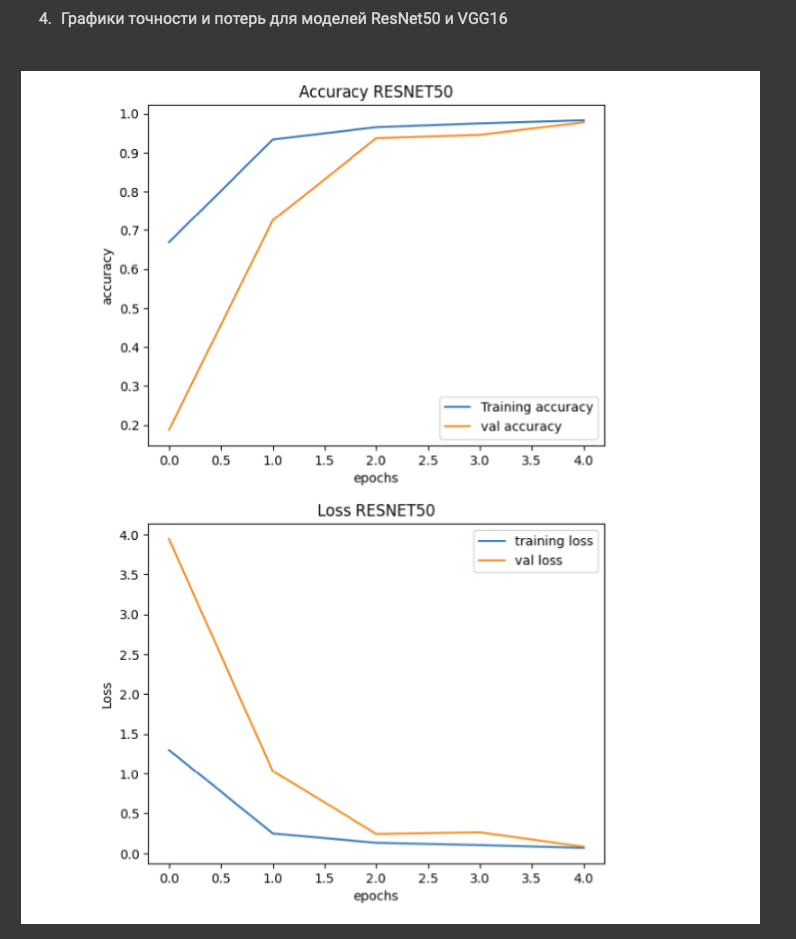 4. Графики точности и потерь для моделей ResNet50 и VGG16
Accuracy RESNET50
1.0
0.9
0.8
0.7
0.6
0.5
0.4
0.3
0.2
accuracy
Training accuracy
val accuracy
0.0 0.5 1.0 1.5 2.0 2.5 3.0 3.5 4.0
epochs
Loss RESNET50
4.0
3.5
3.0
2.5
2.0
1.5
1.0
0.5
0.0
Loss
training loss
val loss
0.0 0.5 1.0 1.5 2.0 2.5 3.0 3.5 4.0
epochs